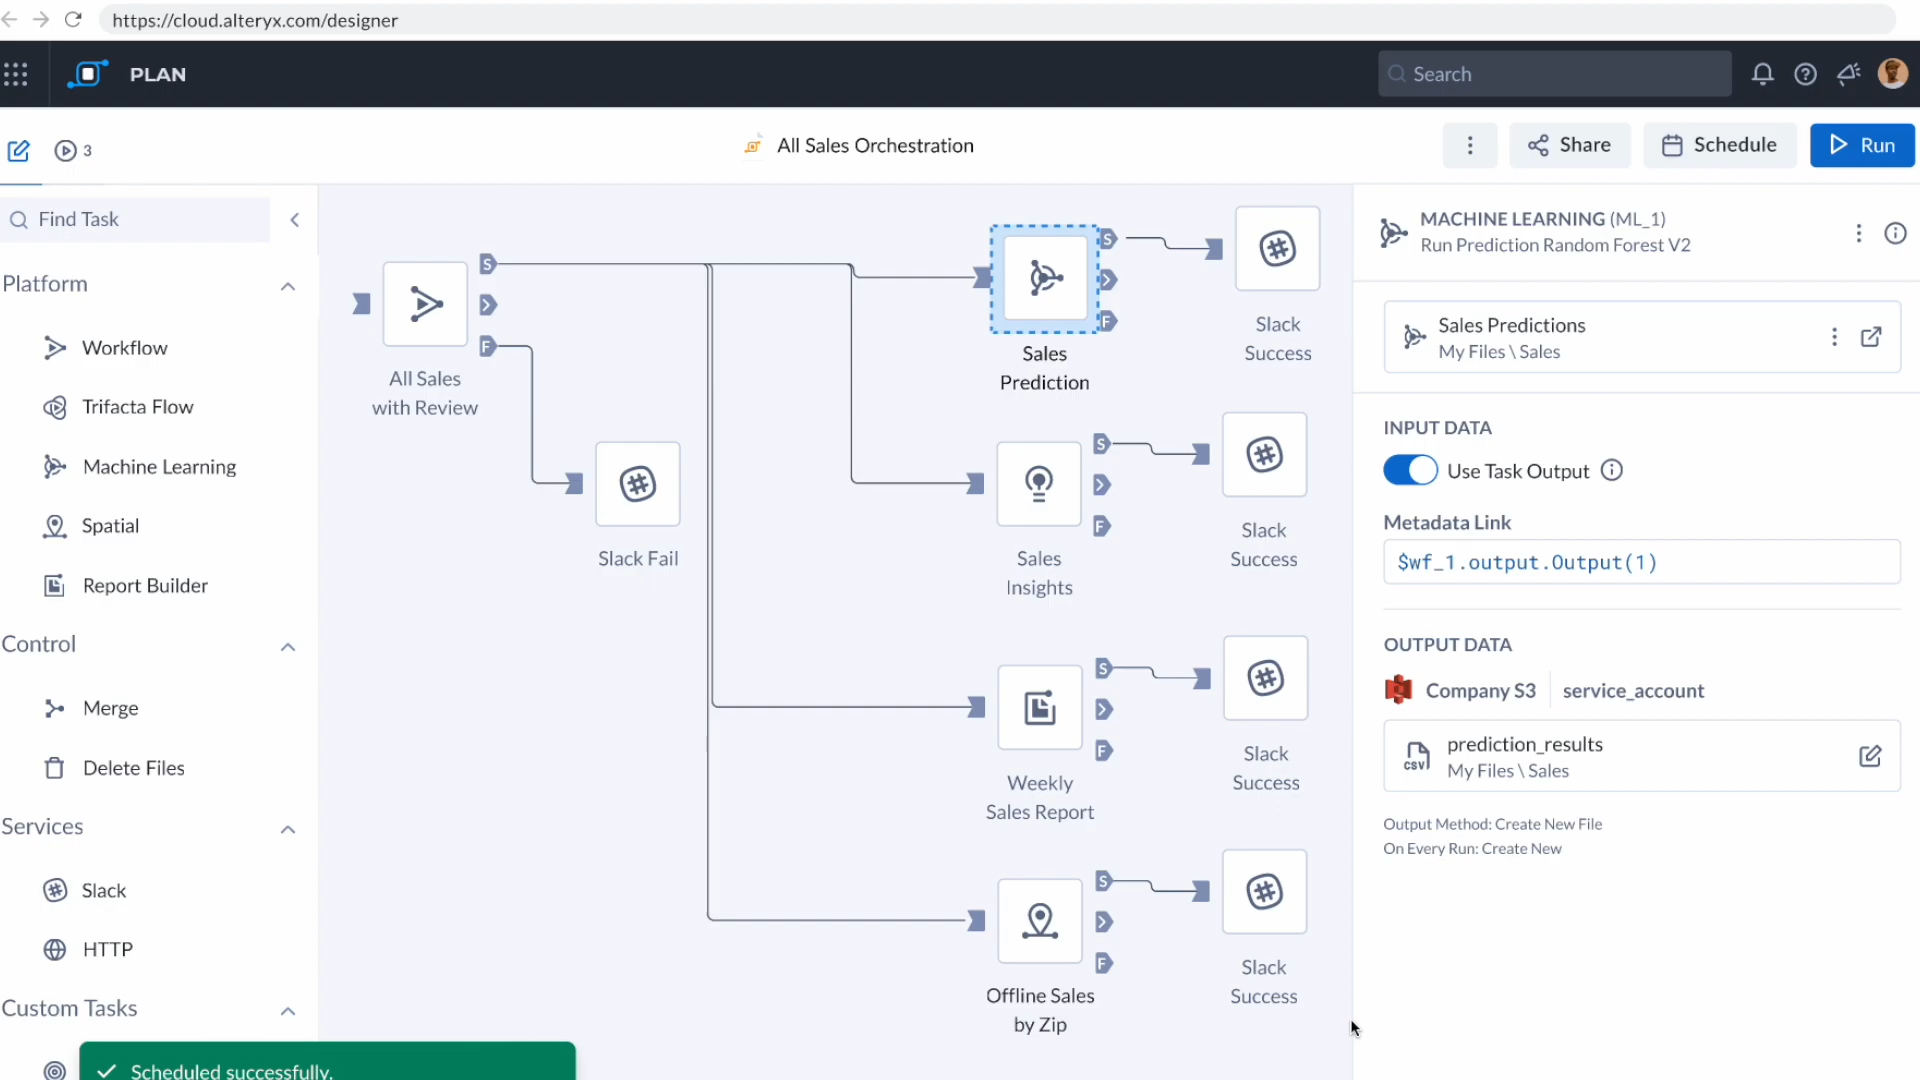 https://cloud.alteryx.com/designer
PLAN
Search
3
All Sales Orchestration
Share
Schedule
Run
Find Task
Platform
Workflow
Trifacta Flow
Machine Learning
Spatial
Report Builder
Control
Merge
Delete Files
Services
Slack
HTTP
Custom Tasks
Scheduled successfully.
S
F
All Sales
with Review
Slack Fail
S
F
Sales
Prediction
Slack
Success
S
F
Sales
Insights
Slack
Success
S
F
Weekly
Sales Report
Slack
Success
S
F
Offline Sales
by Zip
Slack
Success
MACHINE LEARNING (ML_1)
Run Prediction Random Forest V2
Sales Predictions
My Files \ Sales
INPUT DATA
Use Task Output
Metadata Link
$wf_1.output.Output(1)
OUTPUT DATA
Company S3 service_account
CSV
prediction_results
My Files \ Sales
Output Method: Create New File
On Every Run: Create New